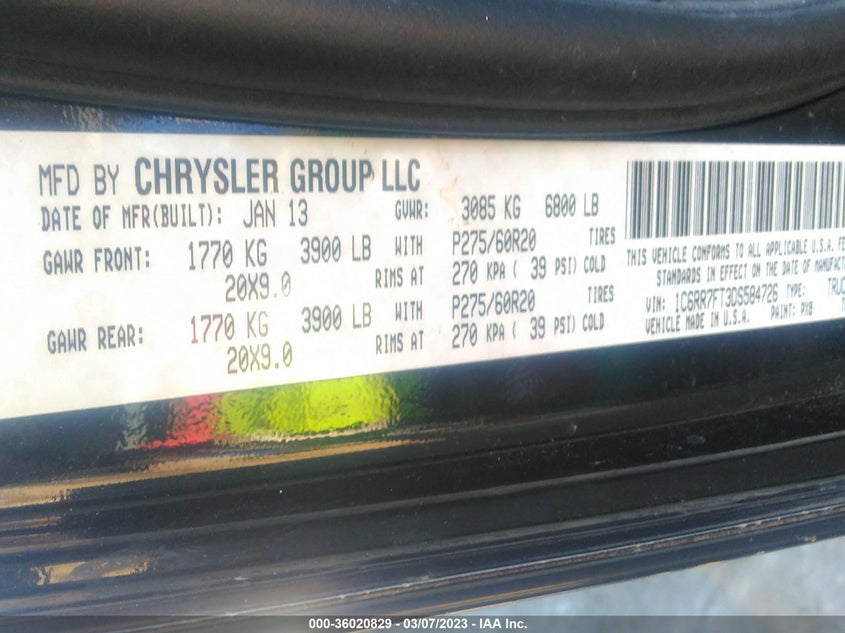 MFD BY CHRYSLER GROUP LLC
DATE OF MFR(BUILT): JAN 13 GVWR: 3085 KG 6800 LB
GAWR FRONT: 1770 KG 3900 LB WITH P275/60R20 TIRES
20X9.0 RIMS AT 270 KPA ( 39 PSI) COLD
GAWR REAR: 1770 KG 3900 LB WITH P275/60R20 TIRES
20X9.0 RIMS AT 270 KPA ( 39 PSI) COLD
THIS VEHICLE CONFORMS TO ALL APPLICABLE U.S.A. FE
STANDARDS IN EFFECT ON THE DATE OF MANUFACT
VIN: 1C6RR7FT3DS584726 TYPE: TRUC
VEHICLE MADE IN U.S.A. PAINT: PX8
000-36020829 - 03/07/2023 - IAA Inc.